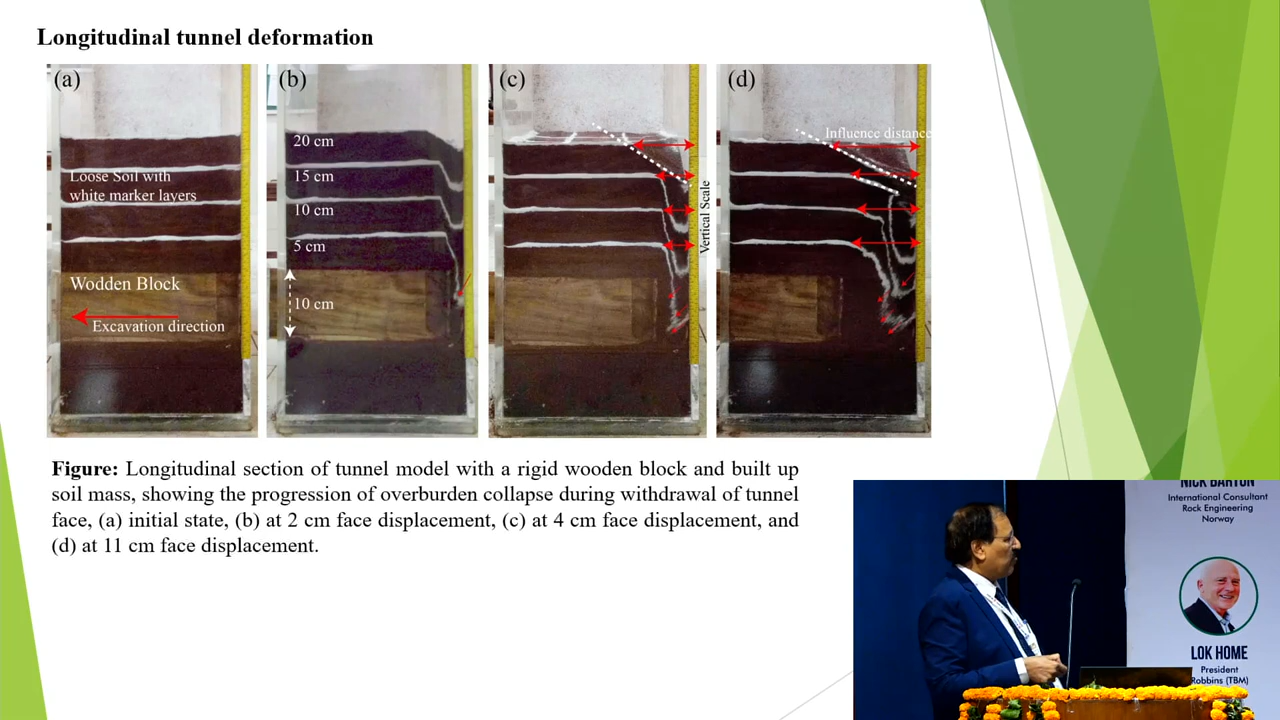 Longitudinal tunnel deformation
(a)
(b)
(c)
(d)
Loose Soil with
white marker layers
Wodden Block
Excavation direction
20 cm
15 cm
10 cm
5 cm
10 cm
Vertical Scale
Influence distance
Figure: Longitudinal section of tunnel model with a rigid wooden block and built up
soil mass, showing the progression of overburden collapse during withdrawal of tunnel
face, (a) initial state, (b) at 2 cm face displacement, (c) at 4 cm face displacement, and
(d) at 11 cm face displacement.
NICK BARTON
International Consultant
Rock Engineering
Norway
LOK HOME
President
Robbins (TBM)